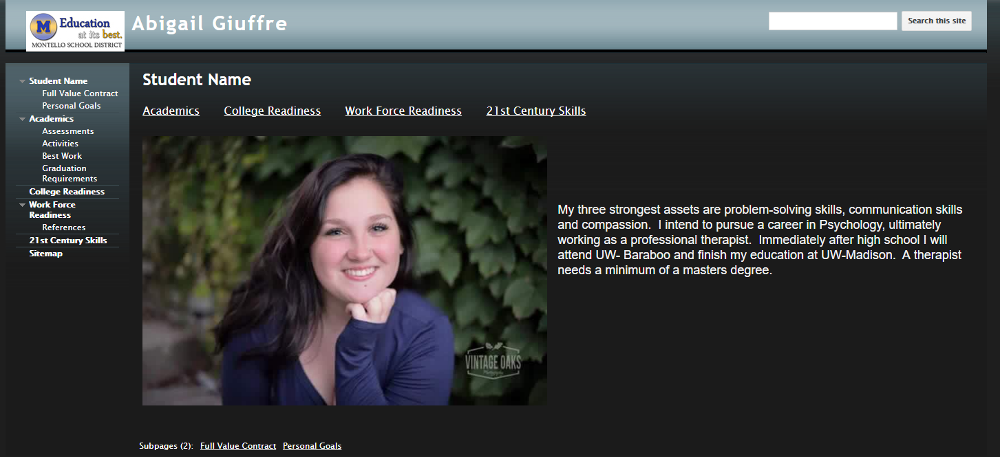 M Education
at its best.
MONTELLO SCHOOL DISTRICT
Abigail Giuffre
Search this site
Student Name
Full Value Contract
Personal Goals
Academics
Assessments
Activities
Best Work
Graduation
Requirements
College Readiness
Work Force
Readiness
References
21st Century Skills
Sitemap
Student Name
Academics College Readiness Work Force Readiness 21st Century Skills
VINTAGE OAKS
Photography
My three strongest assets are problem-solving skills, communication skills
and compassion.  I intend to pursue a career in Psychology, ultimately
working as a professional therapist.  Immediately after high school I will
attend UW- Baraboo and finish my education at UW-Madison.  A therapist
needs a minimum of a masters degree.
Subpages (2): Full Value Contract Personal Goals